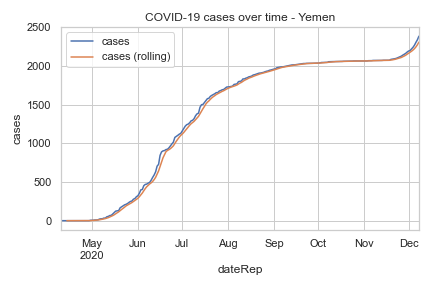 COVID-19 cases over time - Yemen
cases
cases (rolling)
2500
2000
1500
1000
500
0
cases
May Jun Jul Aug Sep Oct Nov Dec
2020
dateRep